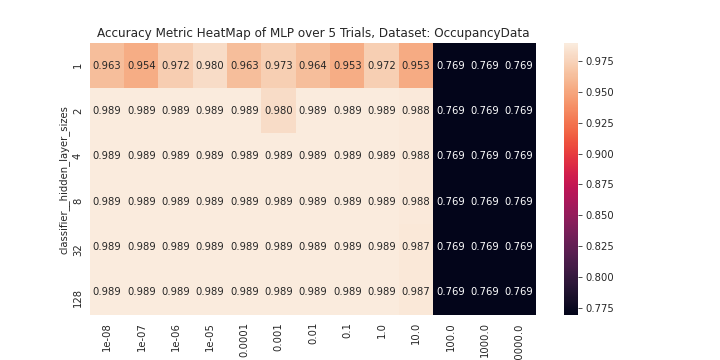 Accuracy Metric HeatMap of MLP over 5 Trials, Dataset: OccupancyData
classifier__hidden_layer_sizes
1 0.963 0.954 0.972 0.980 0.963 0.973 0.964 0.953 0.972 0.953 0.769 0.769 0.769
2 0.989 0.989 0.989 0.989 0.989 0.980 0.989 0.989 0.989 0.988 0.769 0.769 0.769
4 0.989 0.989 0.989 0.989 0.989 0.989 0.989 0.989 0.989 0.988 0.769 0.769 0.769
8 0.989 0.989 0.989 0.989 0.989 0.989 0.989 0.989 0.989 0.988 0.769 0.769 0.769
32 0.989 0.989 0.989 0.989 0.989 0.989 0.989 0.989 0.989 0.987 0.769 0.769 0.769
128 0.989 0.989 0.989 0.989 0.989 0.989 0.989 0.989 0.989 0.987 0.769 0.769 0.769
1e-08 1e-07 1e-06 1e-05 0.0001 0.001 0.01 0.1 1.0 10.0 100.0 1000.0 0000.0
0.975
0.950
0.925
0.900
0.875
0.850
0.825
0.800
0.775